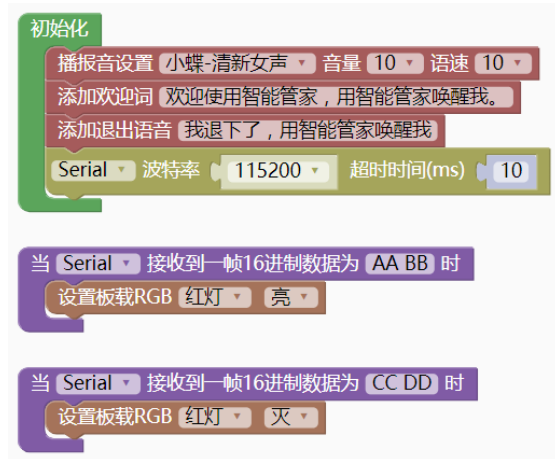 初始化
播报音设置 小蝶-清新女声 音量 10 语速 10
添加欢迎词 欢迎使用智能管家，用智能管家唤醒我。
添加退出语音 我退下了，用智能管家唤醒我
Serial 波特率 115200 超时时间(ms) 10
当 Serial 接收到一帧16进制数据为 AA BB 时
设置板载RGB 红灯 亮
当 Serial 接收到一帧16进制数据为 CC DD 时
设置板载RGB 红灯 灭